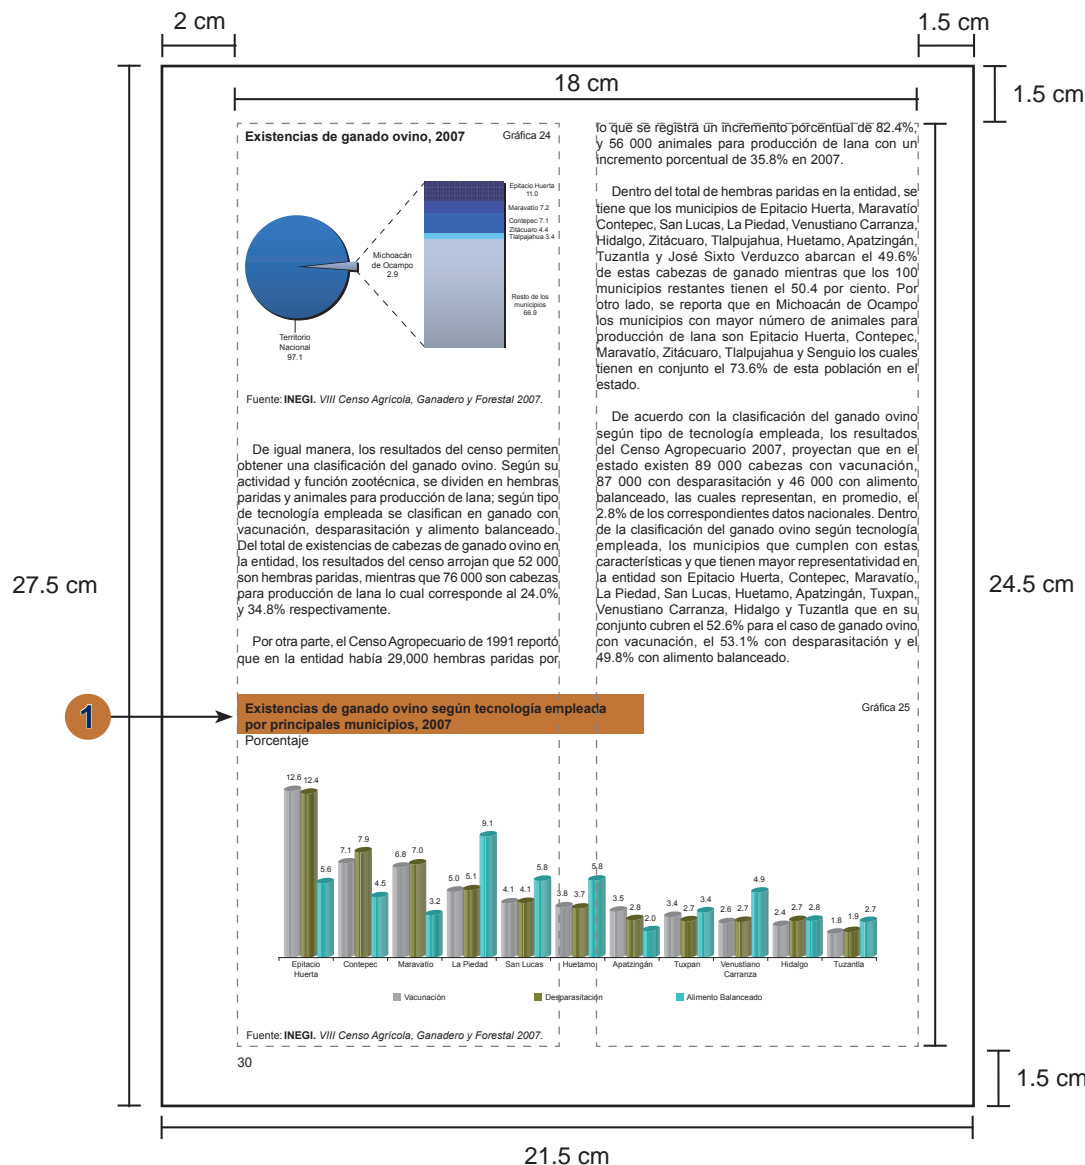 2 cm
1.5 cm
18 cm
1.5 cm
Existencias de ganado ovino, 2007
Gráfica 24
Epitacio Huerta
11.0
Maravatío 7.2
Contepec 7.1
Zitácuaro 4.4
Tlalpajahua 3.4
Michoacán
de Ocampo
2.9
Resto de los
municipios
66.9
Territorio
Nacional
97.1
Fuente: INEGI. VIII Censo Agrícola, Ganadero y Forestal 2007.
De igual manera, los resultados del censo permiten
obtener una clasificación del ganado ovino. Según su
actividad y función zootécnica, se dividen en hembras
paridas y animales para producción de lana; según tipo
de tecnología empleada se clasifican en ganado con
vacunación, desparasitación y alimento balanceado.
Del total de existencias de cabezas de ganado ovino en
la entidad, los resultados del censo arrojan que 52 000
son hembras paridas, mientras que 76 000 son cabezas
para producción de lana lo cual corresponde al 24.0%
y 34.8% respectivamente.
Por otra parte, el Censo Agropecuario de 1991 reportó
que en la entidad había 29,000 hembras paridas por
lo que se registra un incremento porcentual de 82.4%,
y 56 000 animales para producción de lana con un
incremento porcentual de 35.8% en 2007.
Dentro del total de hembras paridas en la entidad, se
tiene que los municipios de Epitacio Huerta, Maravatío
Contepec, San Lucas, La Piedad, Venustiano Carranza,
Hidalgo, Zitácuaro, Tlalpujahua, Huetamo, Apatzingán,
Tuzantla y José Sixto Verduzco abarcan el 49.6%
de estas cabezas de ganado mientras que los 100
municipios restantes tienen el 50.4 por ciento. Por
otro lado, se reporta que en Michoacán de Ocampo
los municipios con mayor número de animales para
producción de lana son Epitacio Huerta, Contepec,
Maravatío, Zitácuaro, Tlalpujahua y Senguio los cuales
tienen en conjunto el 73.6% de esta población en el
estado.
De acuerdo con la clasificación del ganado ovino
según tipo de tecnología empleada, los resultados
del Censo Agropecuario 2007, proyectan que en el
estado existen 89 000 cabezas con vacunación,
87 000 con desparasitación y 46 000 con alimento
balanceado, las cuales representan, en promedio, el
2.8% de los correspondientes datos nacionales. Dentro
de la clasificación del ganado ovino según tecnología
empleada, los municipios que cumplen con estas
características y que tienen mayor representatividad en
la entidad son Epitacio Huerta, Contepec, Maravatío,
La Piedad, San Lucas, Huetamo, Apatzingán, Tuxpan,
Venustiano Carranza, Hidalgo y Tuzantla que en su
conjunto cubren el 52.6% para el caso de ganado ovino
con vacunación, el 53.1% con desparasitación y el
49.8% con alimento balanceado.
27.5 cm
24.5 cm
1
Existencias de ganado ovino según tecnología empleada
por principales municipios, 2007
Gráfica 25
Porcentaje
12.6 12.4 5.6
7.1 7.9 4.5
6.8 7.0 3.2
5.0 5.1 9.1
4.1 4.1 5.8
3.8 3.7 5.8
3.5 2.8 2.0
3.4 2.7 3.4
2.6 2.7 4.9
2.4 2.7 2.8
1.8 1.9 2.7
Epitacio
Huerta
Contepec
Maravatío
La Piedad
San Lucas
Huetamo
Apatzingán
Tuxpan
Venustiano
Carranza
Hidalgo
Tuzantla
Vacunación
Desparasitación
Alimento Balanceado
Fuente: INEGI. VIII Censo Agrícola, Ganadero y Forestal 2007.
30
1.5 cm
21.5 cm